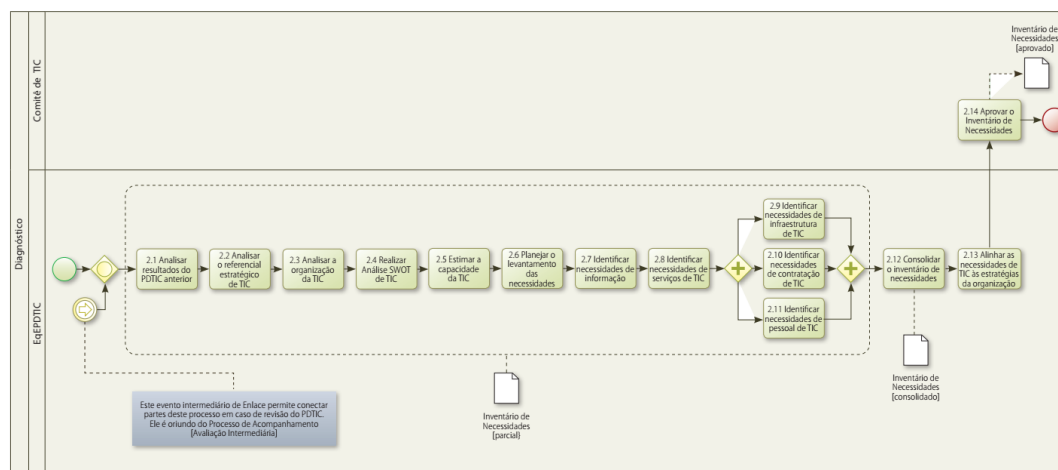 Diagnóstico
Comitê de TIC
Inventário de
Necessidades
[aprovado]
2.14 Aprovar o
Inventário de
Necessidades
EqEPDTIC
2.1 Analisar
resultados do
PDTIC anterior
2.2 Analisar
o referencial
estratégico
de TIC
2.3 Analisar a
organização da
TIC
2.4 Realizar
Análise SWOT
de TIC
2.5 Estimar a
capacidade
da TIC
2.6 Planejar o
levantamento
das
necessidades
2.7 Identificar
necessidades de
informação
2.8 Identificar
necessidades de
serviços de TIC
2.9 Identificar
necessidades de
infraestrutura
de TIC
2.10 Identificar
necessidades
de contratação
de TIC
2.11 Identificar
necessidades de
pessoal de TIC
2.12 Consolidar
o inventário de
necessidades
2.13 Alinhar as
necessidades de
TIC às estratégias
da organização
Este evento intermediário de Enlace permite conectar
partes deste processo em caso de revisão do PDTIC.
Ele é oriundo do Processo de Acompanhamento
[Avaliação Intermediária]
Inventário de
Necessidades
[parcial}
Inventário de
Necessidades
[consolidado]